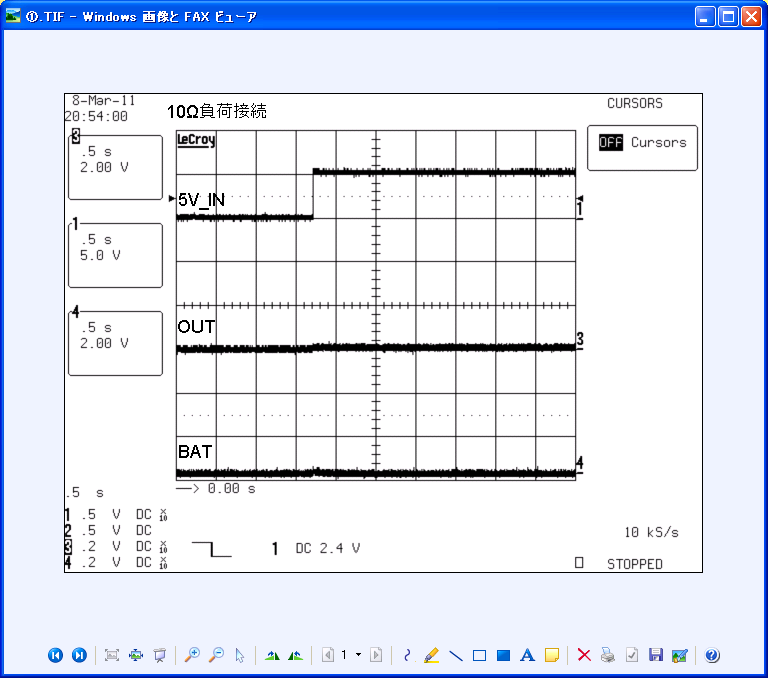 ①.TIF - Windows 画像と FAX ビューア
8-Mar-11
20:54:00
10Ω負荷接続
CURSORS
OFF Cursors
3
.5 s
2.00 V
1
.5 s
5.0 V
4
.5 s
2.00 V
LeCroy
5V_IN
1
OUT
3
BAT
4
0.00 s
.5 s
1 .5 V DC ×10
2 .5 V DC
3 .2 V DC ×10
4 .2 V DC ×10
1 DC 2.4 V
10 kS/s
STOPPED
1
A
?